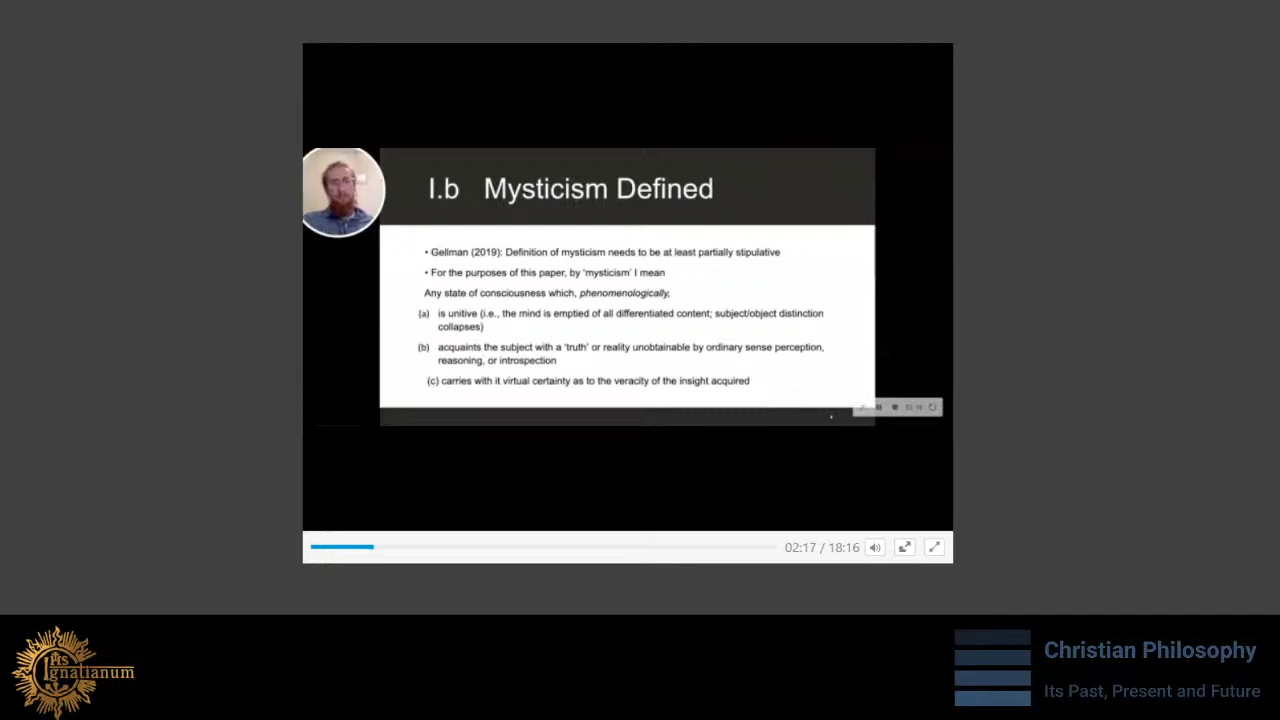 I.b Mysticism Defined
• Gellman (2019): Definition of mysticism needs to be at least partially stipulative
• For the purposes of this paper, by ‘mysticism’ I mean
Any state of consciousness which, phenomenologically,
(a) is unitive (i.e., the mind is emptied of all differentiated content; subject/object distinction
collapses)
(b) acquaints the subject with a ‘truth’ or reality unobtainable by ordinary sense perception,
reasoning, or introspection
(c) carries with it virtual certainty as to the veracity of the insight acquired
02:17 / 18:16
IHS
Ignatianum
Christian Philosophy
Its Past, Present and Future